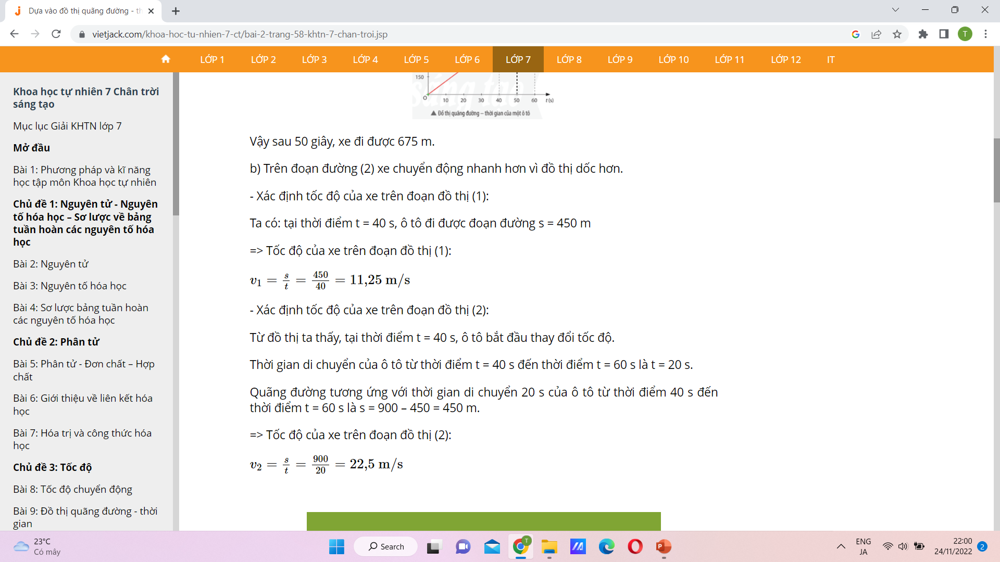 Dựa vào đồ thị quãng đường - th
vietjack.com/khoa-hoc-tu-nhien-7-ct/bai-2-trang-58-khtn-7-chan-troi.jsp
T
LỚP 1 LỚP 2 LỚP 3 LỚP 4 LỚP 5 LỚP 6 LỚP 7 LỚP 8 LỚP 9 LỚP 10 LỚP 11 LỚP 12 IT
Khoa học tự nhiên 7 Chân trời
sáng tạo
Mục lục Giải KHTN lớp 7
Mở đầu
Bài 1: Phương pháp và kĩ năng
học tập môn Khoa học tự nhiên
Chủ đề 1: Nguyên tử - Nguyên
tố hóa học – Sơ lược về bảng
tuần hoàn các nguyên tố hóa
học
Bài 2: Nguyên tử
Bài 3: Nguyên tố hóa học
Bài 4: Sơ lược bảng tuần hoàn
các nguyên tố hóa học
Chủ đề 2: Phân tử
Bài 5: Phân tử - Đơn chất – Hợp
chất
Bài 6: Giới thiệu về liên kết hóa
học
Bài 7: Hóa trị và công thức hóa
học
Chủ đề 3: Tốc độ
Bài 8: Tốc độ chuyển động
Bài 9: Đồ thị quãng đường - thời
gian
150
sáng tạo
O 10 20 30 40 50 60 t (s)
▲ Đồ thị quãng đường – thời gian của một ô tô
Vậy sau 50 giây, xe đi được 675 m.
b) Trên đoạn đường (2) xe chuyển động nhanh hơn vì đồ thị dốc hơn.
- Xác định tốc độ của xe trên đoạn đồ thị (1):
Ta có: tại thời điểm t = 40 s, ô tô đi được đoạn đường s = 450 m
=> Tốc độ của xe trên đoạn đồ thị (1):
v₁ = s/t = 450/40 = 11,25 m/s
- Xác định tốc độ của xe trên đoạn đồ thị (2):
Từ đồ thị ta thấy, tại thời điểm t = 40 s, ô tô bắt đầu thay đổi tốc độ.
Thời gian di chuyển của ô tô từ thời điểm t = 40 s đến thời điểm t = 60 s là t = 20 s.
Quãng đường tương ứng với thời gian di chuyển 20 s của ô tô từ thời điểm 40 s đến
thời điểm t = 60 s là s = 900 – 450 = 450 m.
=> Tốc độ của xe trên đoạn đồ thị (2):
v₂ = s/t = 900/20 = 22,5 m/s
23°C
Có mây
Search
T
ENG
JA
22:00
24/11/2022
2